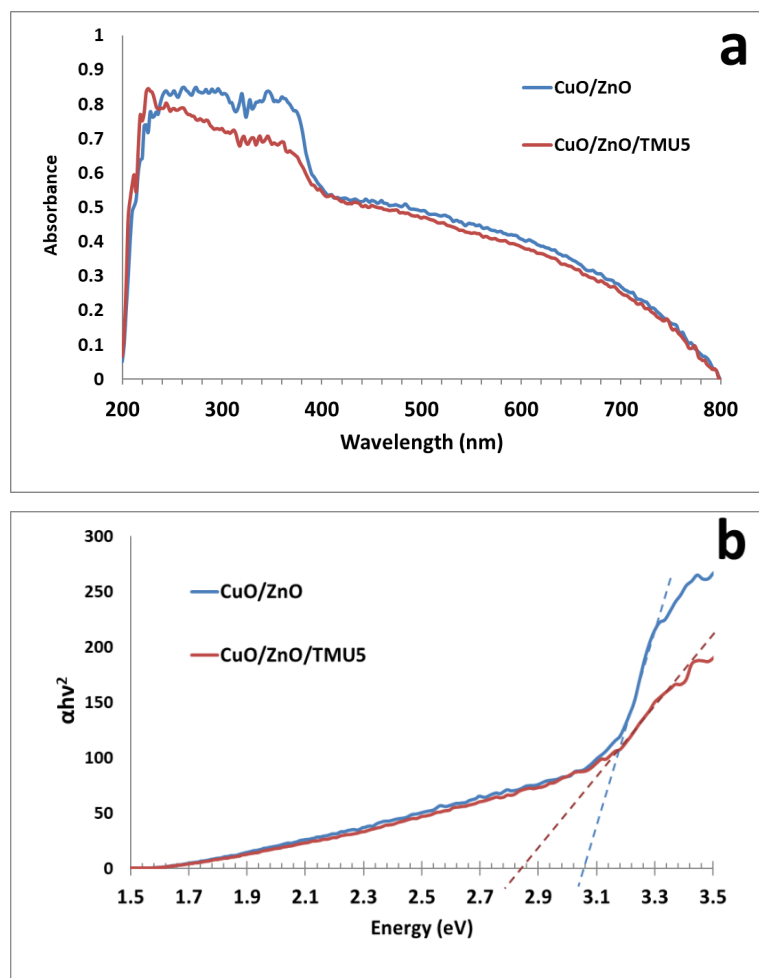 a
1
0.9
0.8
0.7
0.6
0.5
0.4
0.3
0.2
0.1
0
Absorbance
CuO/ZnO
CuO/ZnO/TMU5
200 300 400 500 600 700 800
Wavelength (nm)
b
300
250
200
150
100
50
0
αhν²
CuO/ZnO
CuO/ZnO/TMU5
1.5 1.7 1.9 2.1 2.3 2.5 2.7 2.9 3.1 3.3 3.5
Energy (eV)